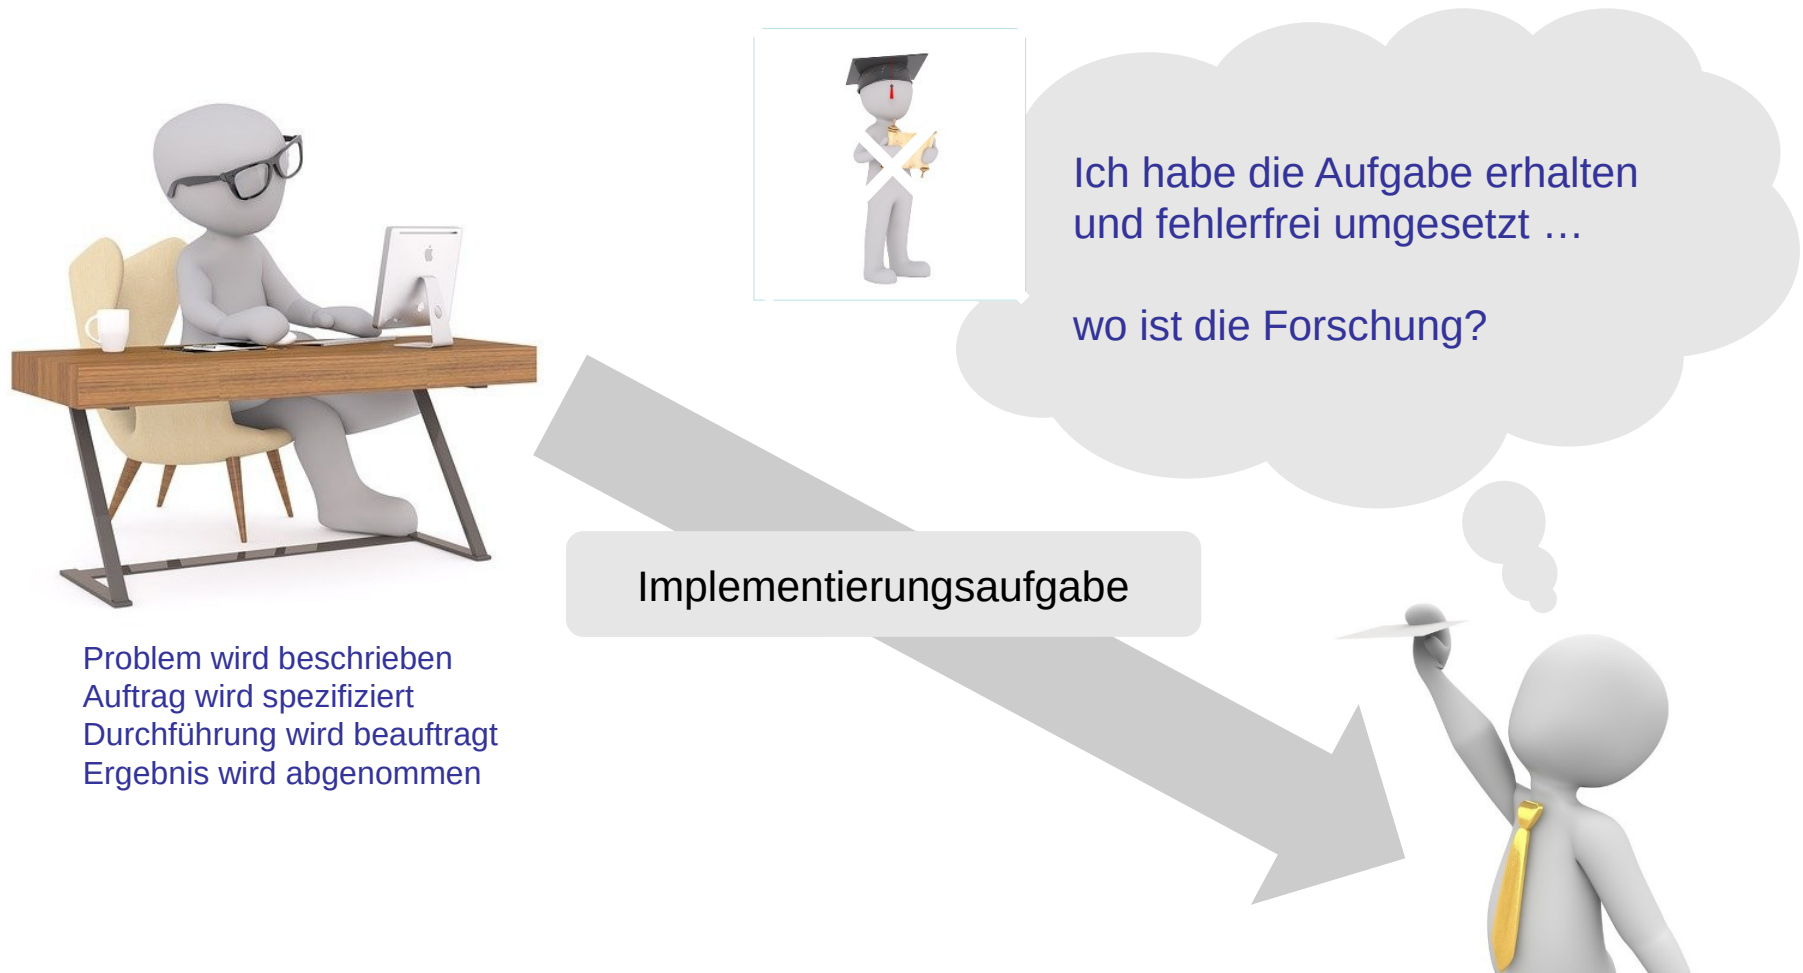 Ich habe die Aufgabe erhalten
und fehlerfrei umgesetzt …
wo ist die Forschung?
Implementierungsaufgabe
Problem wird beschrieben
Auftrag wird spezifiziert
Durchführung wird beauftragt
Ergebnis wird abgenommen